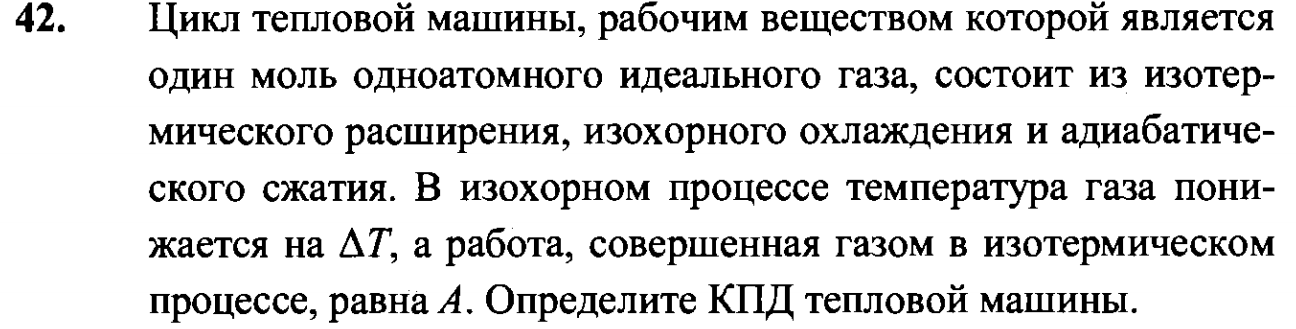 42. Цикл тепловой машины, рабочим веществом которой является
один моль одноатомного идеального газа, состоит из изотер-
мического расширения, изохорного охлаждения и адиабатиче-
ского сжатия. В изохорном процессе температура газа пони-
жается на ΔT, а работа, совершенная газом в изотермическом
процессе, равна A. Определите КПД тепловой машины.